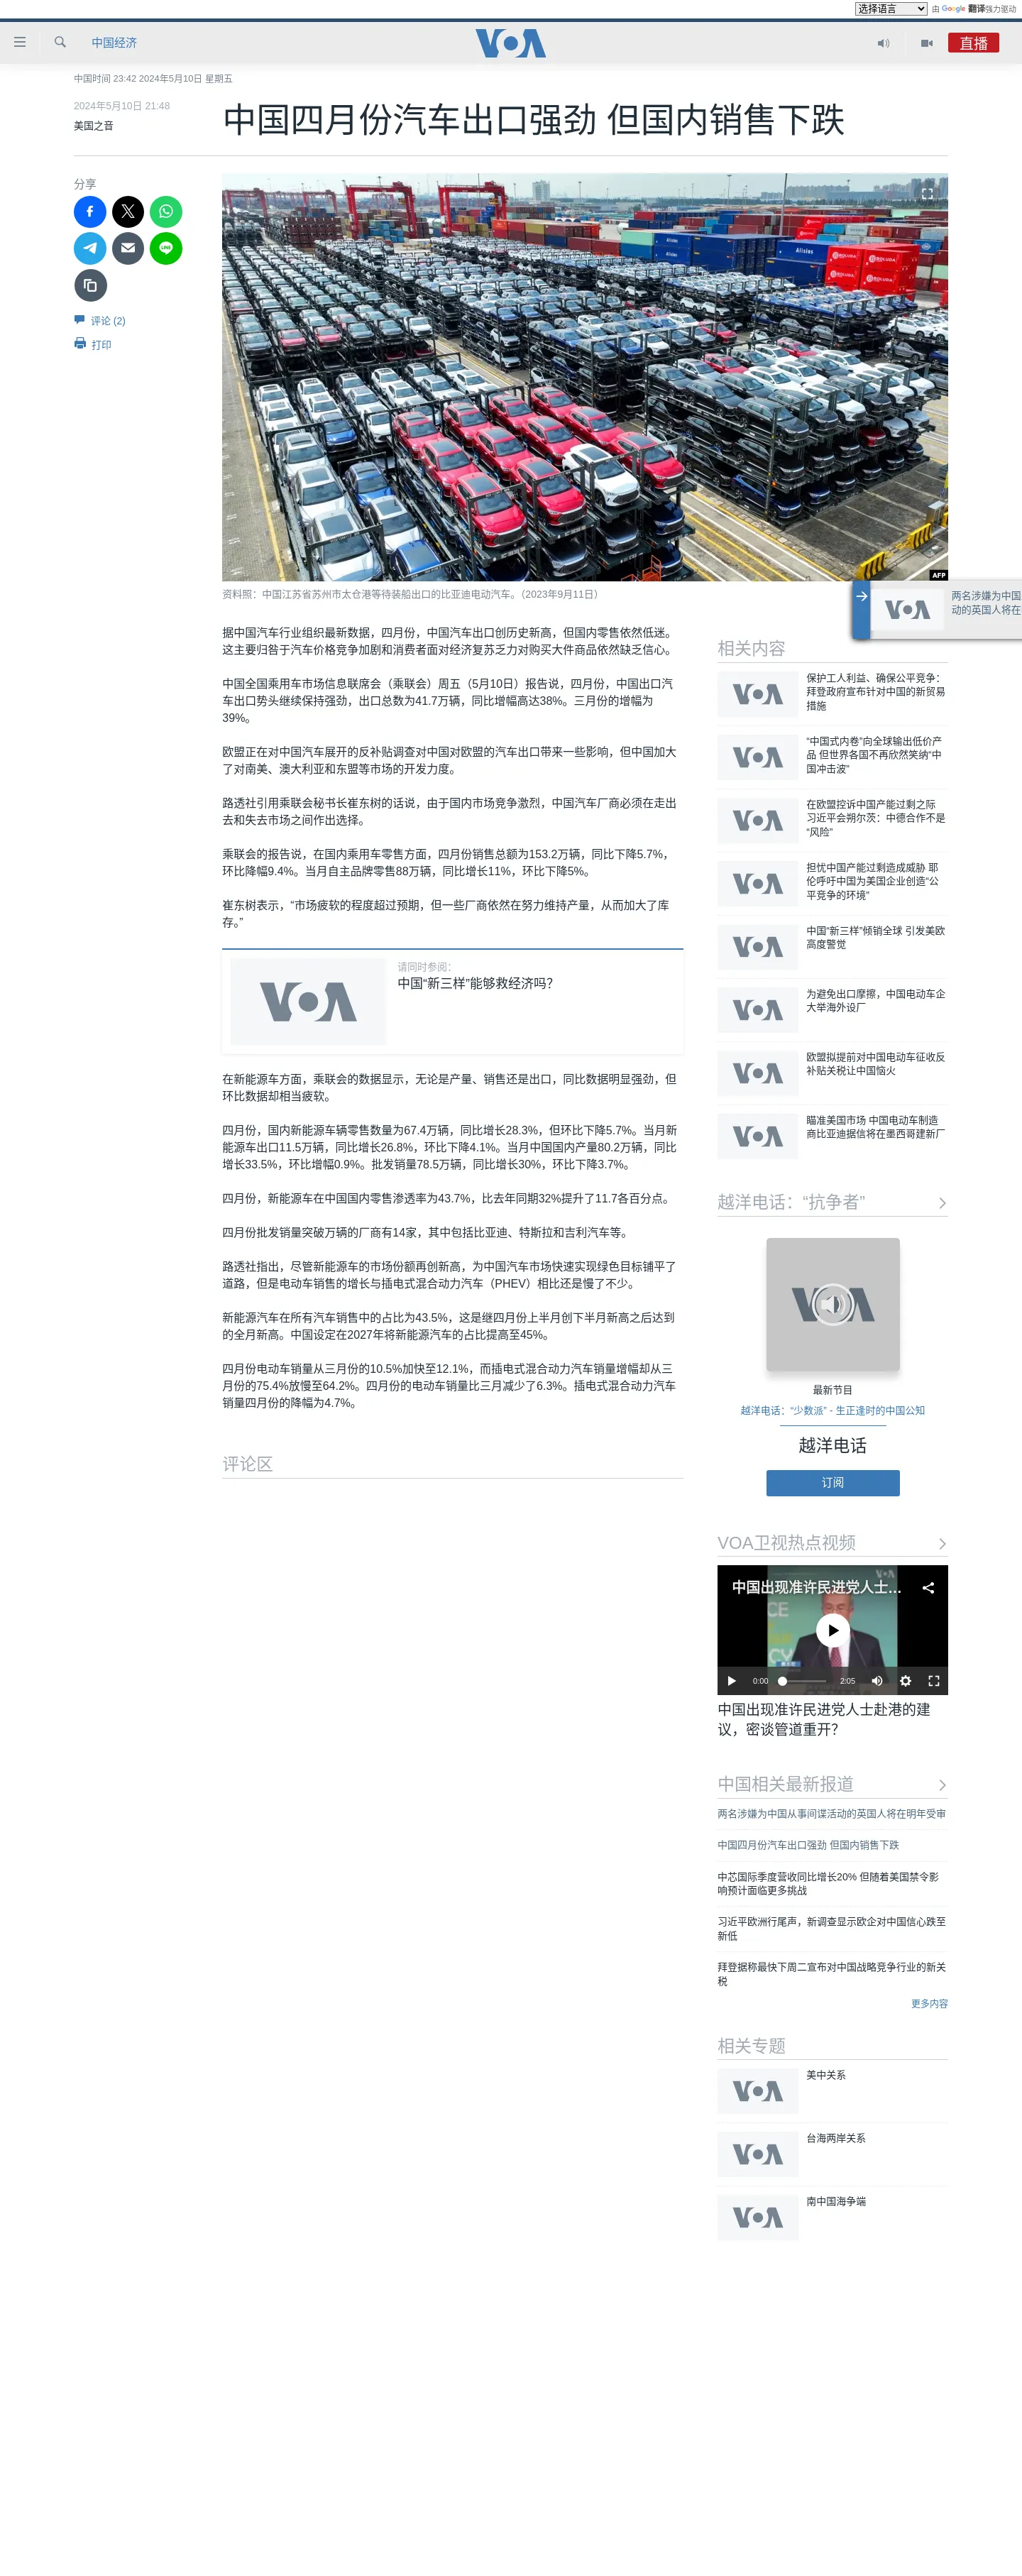 选择语言
由 Google 翻译强力驱动
中国经济
VOA
直播
中国时间 23:42 2024年5月10日 星期五
2024年5月10日 21:48
美国之音
中国四月份汽车出口强劲 但国内销售下跌
分享
评论 (2)
打印
AFP
资料照：中国江苏省苏州市太仓港等待装船出口的比亚迪电动汽车。（2023年9月11日）
两名涉嫌为中国
动的英国人将在
据中国汽车行业组织最新数据，四月份，中国汽车出口创历史新高，但国内零售依然低迷。
这主要归咎于汽车价格竞争加剧和消费者面对经济复苏乏力对购买大件商品依然缺乏信心。
中国全国乘用车市场信息联席会（乘联会）周五（5月10日）报告说，四月份，中国出口汽
车出口势头继续保持强劲，出口总数为41.7万辆，同比增幅高达38%。三月份的增幅为
39%。
欧盟正在对中国汽车展开的反补贴调查对中国对欧盟的汽车出口带来一些影响，但中国加大
了对南美、澳大利亚和东盟等市场的开发力度。
路透社引用乘联会秘书长崔东树的话说，由于国内市场竞争激烈，中国汽车厂商必须在走出
去和失去市场之间作出选择。
乘联会的报告说，在国内乘用车零售方面，四月份销售总额为153.2万辆，同比下降5.7%，
环比降幅9.4%。当月自主品牌零售88万辆，同比增长11%，环比下降5%。
崔东树表示，“市场疲软的程度超过预期，但一些厂商依然在努力维持产量，从而加大了库
存。”
VOA
请同时参阅：
中国“新三样”能够救经济吗？
在新能源车方面，乘联会的数据显示，无论是产量、销售还是出口，同比数据明显强劲，但
环比数据却相当疲软。
四月份，国内新能源车辆零售数量为67.4万辆，同比增长28.3%，但环比下降5.7%。当月新
能源车出口11.5万辆，同比增长26.8%，环比下降4.1%。当月中国国内产量80.2万辆，同比
增长33.5%，环比增幅0.9%。批发销量78.5万辆，同比增长30%，环比下降3.7%。
四月份，新能源车在中国国内零售渗透率为43.7%，比去年同期32%提升了11.7各百分点。
四月份批发销量突破万辆的厂商有14家，其中包括比亚迪、特斯拉和吉利汽车等。
路透社指出，尽管新能源车的市场份额再创新高，为中国汽车市场快速实现绿色目标铺平了
道路，但是电动车销售的增长与插电式混合动力汽车（PHEV）相比还是慢了不少。
新能源汽车在所有汽车销售中的占比为43.5%，这是继四月份上半月创下半月新高之后达到
的全月新高。中国设定在2027年将新能源汽车的占比提高至45%。
四月份电动车销量从三月份的10.5%加快至12.1%，而插电式混合动力汽车销量增幅却从三
月份的75.4%放慢至64.2%。四月份的电动车销量比三月减少了6.3%。插电式混合动力汽车
销量四月份的降幅为4.7%。
评论区
相关内容
保护工人利益、确保公平竞争：
拜登政府宣布针对中国的新贸易
措施
“中国式内卷”向全球输出低价产
品 但世界各国不再欣然笑纳“中
国冲击波”
在欧盟控诉中国产能过剩之际
习近平会朔尔茨：中德合作不是
“风险”
担忧中国产能过剩造成威胁 耶
伦呼吁中国为美国企业创造“公
平竞争的环境”
中国“新三样”倾销全球 引发美欧
高度警觉
为避免出口摩擦，中国电动车企
大举海外设厂
欧盟拟提前对中国电动车征收反
补贴关税让中国恼火
瞄准美国市场 中国电动车制造
商比亚迪据信将在墨西哥建新厂
越洋电话：“抗争者”
最新节目
越洋电话：“少数派” - 生正逢时的中国公知
越洋电话
订阅
VOA卫视热点视频
中国出现准许民进党人士...
0:00
2:05
中国出现准许民进党人士赴港的建
议，密谈管道重开？
中国相关最新报道
两名涉嫌为中国从事间谍活动的英国人将在明年受审
中国四月份汽车出口强劲 但国内销售下跌
中芯国际季度营收同比增长20% 但随着美国禁令影
响预计面临更多挑战
习近平欧洲行尾声，新调查显示欧企对中国信心跌至
新低
拜登据称最快下周二宣布对中国战略竞争行业的新关
税
更多内容
相关专题
美中关系
台海两岸关系
南中国海争端